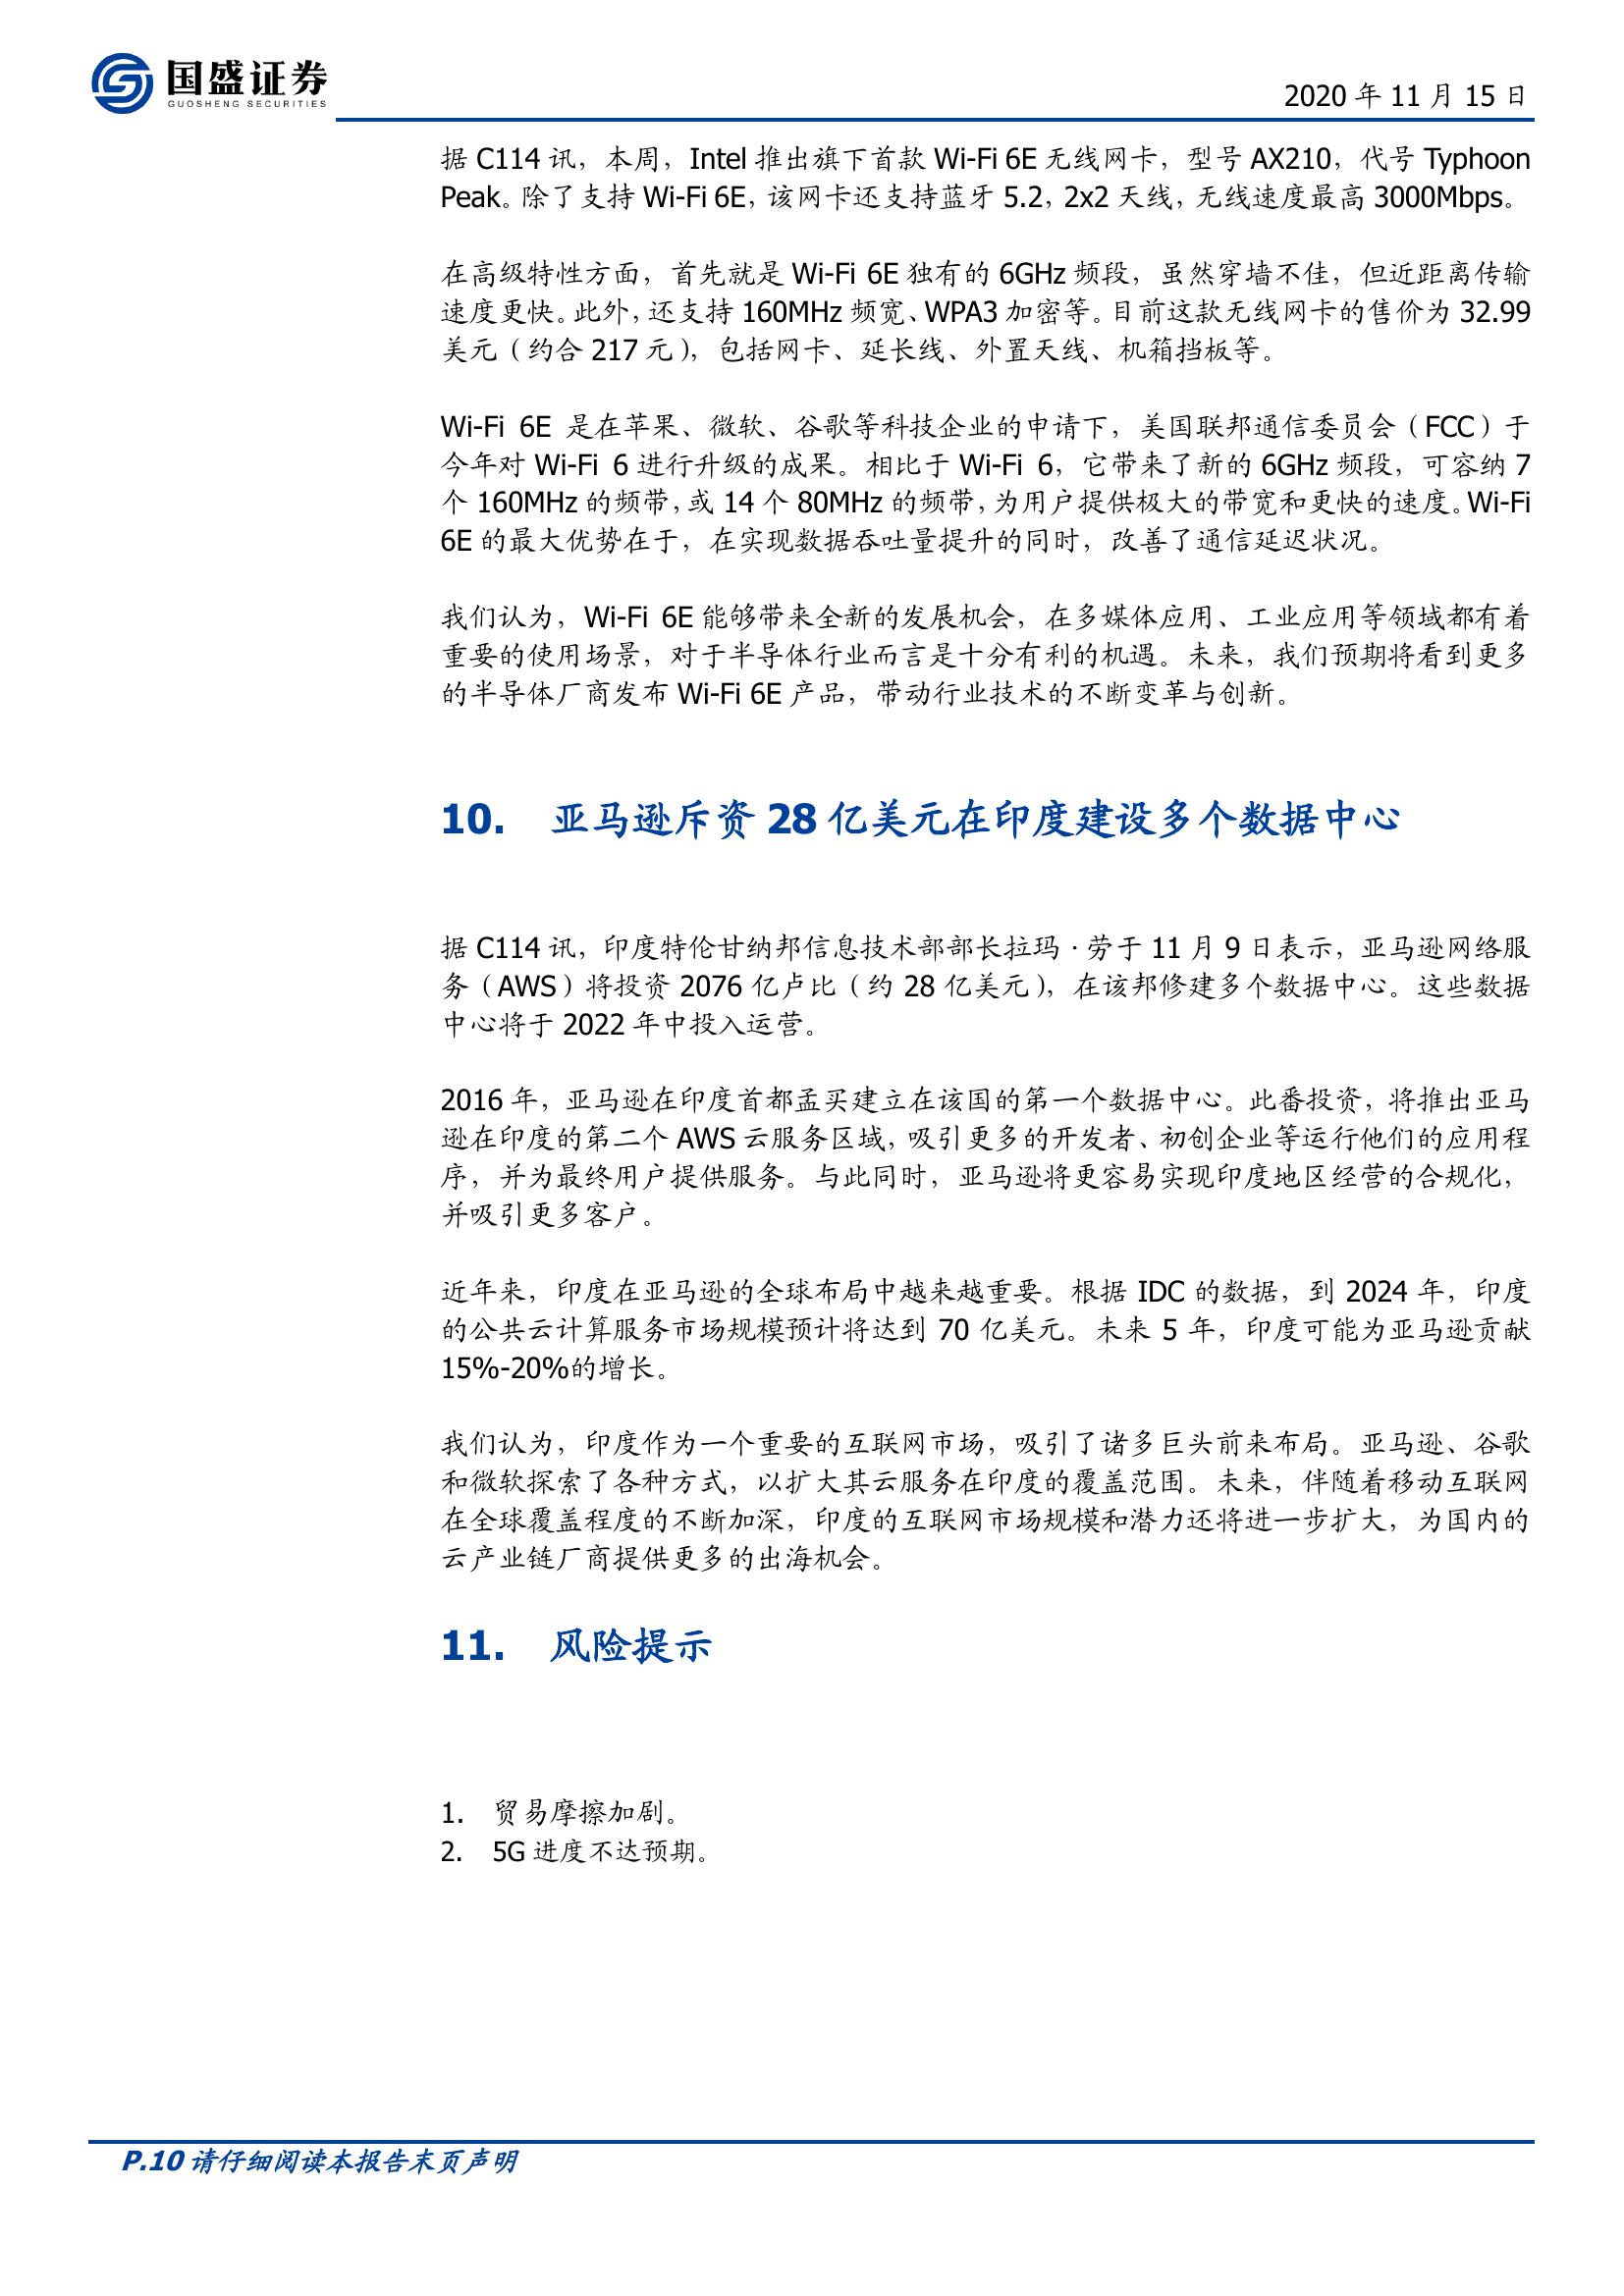 国盛证券
GUOSHENG SECURITIES
2020 年 11 月 15 日
据 C114 讯，本周，Intel 推出旗下首款 Wi-Fi 6E 无线网卡，型号 AX210，代号 Typhoon
Peak。除了支持 Wi-Fi 6E，该网卡还支持蓝牙 5.2，2x2 天线，无线速度最高 3000Mbps。
在高级特性方面，首先就是 Wi-Fi 6E 独有的 6GHz 频段，虽然穿墙不佳，但近距离传输
速度更快。此外，还支持 160MHz 频宽、WPA3 加密等。目前这款无线网卡的售价为 32.99
美元（约合 217 元），包括网卡、延长线、外置天线、机箱挡板等。
Wi-Fi 6E 是在苹果、微软、谷歌等科技企业的申请下，美国联邦通信委员会（FCC）于
今年对 Wi-Fi 6 进行升级的成果。相比于 Wi-Fi 6，它带来了新的 6GHz 频段，可容纳 7
个 160MHz 的频带，或 14 个 80MHz 的频带，为用户提供极大的带宽和更快的速度。Wi-Fi
6E 的最大优势在于，在实现数据吞吐量提升的同时，改善了通信延迟状况。
我们认为，Wi-Fi 6E 能够带来全新的发展机会，在多媒体应用、工业应用等领域都有着
重要的使用场景，对于半导体行业而言是十分有利的机遇。未来，我们预期将看到更多
的半导体厂商发布 Wi-Fi 6E 产品，带动行业技术的不断变革与创新。
10. 亚马逊斥资 28 亿美元在印度建设多个数据中心
据 C114 讯，印度特伦甘纳邦信息技术部部长拉玛·劳于 11 月 9 日表示，亚马逊网络服
务（AWS）将投资 2076 亿卢比（约 28 亿美元），在该邦修建多个数据中心。这些数据
中心将于 2022 年中投入运营。
2016 年，亚马逊在印度首都孟买建立在该国的第一个数据中心。此番投资，将推出亚马
逊在印度的第二个 AWS 云服务区域，吸引更多的开发者、初创企业等运行他们的应用程
序，并为最终用户提供服务。与此同时，亚马逊将更容易实现印度地区经营的合规化，
并吸引更多客户。
近年来，印度在亚马逊的全球布局中越来越重要。根据 IDC 的数据，到 2024 年，印度
的公共云计算服务市场规模预计将达到 70 亿美元。未来 5 年，印度可能为亚马逊贡献
15%-20%的增长。
我们认为，印度作为一个重要的互联网市场，吸引了诸多巨头前来布局。亚马逊、谷歌
和微软探索了各种方式，以扩大其云服务在印度的覆盖范围。未来，伴随着移动互联网
在全球覆盖程度的不断加深，印度的互联网市场规模和潜力还将进一步扩大，为国内的
云产业链厂商提供更多的出海机会。
11. 风险提示
1. 贸易摩擦加剧。
2. 5G 进度不达预期。
P.10 请仔细阅读本报告末页声明